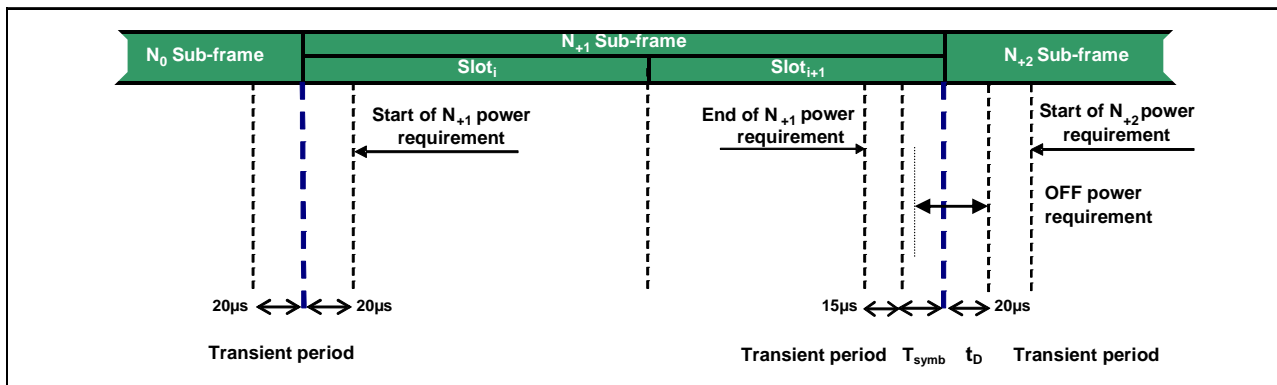 N0 Sub-frame
N+1 Sub-frame
N+2 Sub-frame
Sloti
Sloti+1
Start of N+1 power
requirement
End of N+1 power
requirement
Start of N+2 power
requirement
OFF power
requirement
20µs
20µs
15µs
20µs
Transient period
Transient period
Tsymb
tD
Transient period